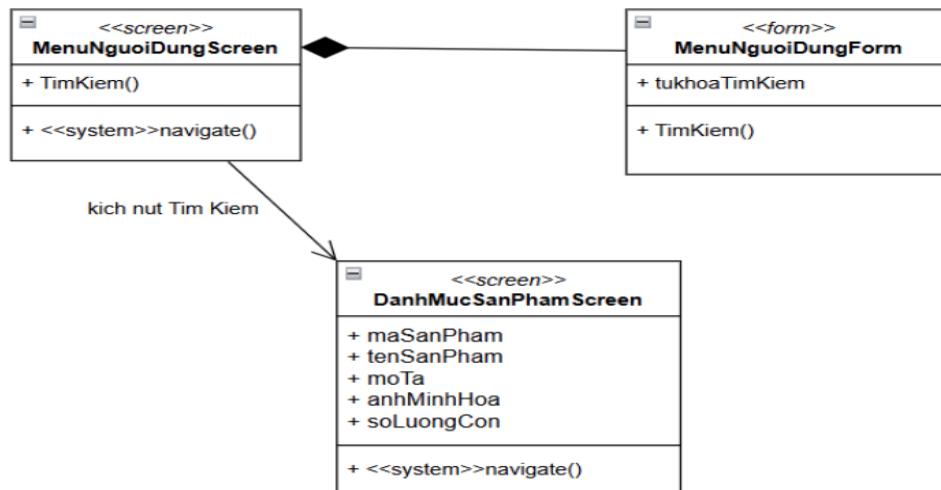 <<screen>>
MenuNguoiDungScreen
+ TimKiem()
+ <<system>>navigate()
<<form>>
MenuNguoiDungForm
+ tukhoaTimKiem
+ TimKiem()
kich nut Tim Kiem
<<screen>>
DanhMucSanPhamScreen
+ maSanPham
+ tenSanPham
+ moTa
+ anhMinhHoa
+ soLuongCon
+ <<system>>navigate()